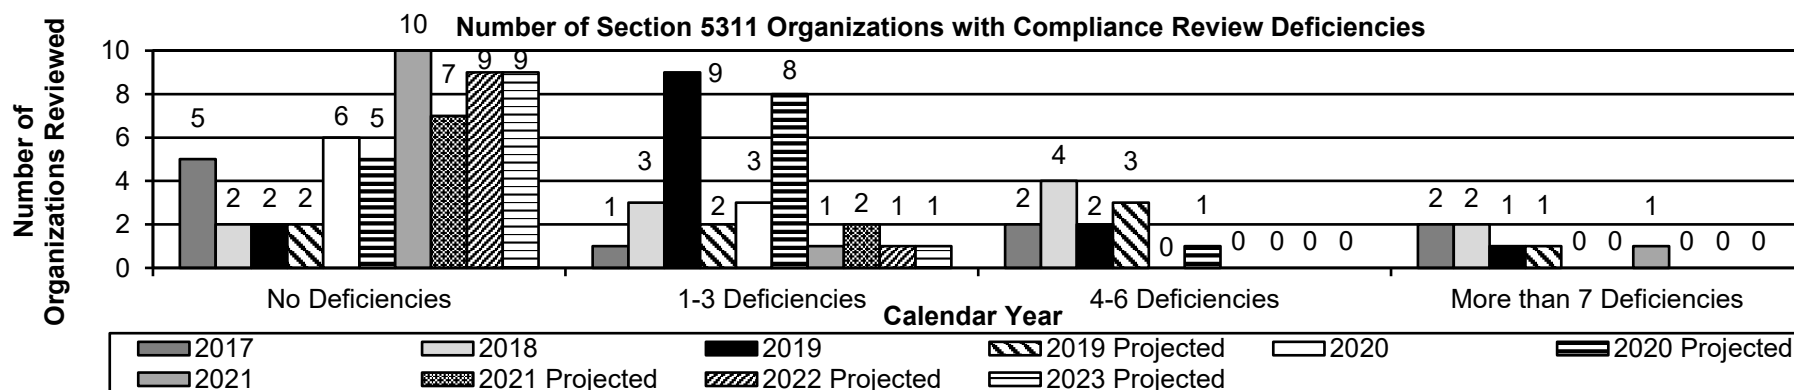 Number of Section 5311 Organizations with Compliance Review Deficiencies
Number of
Organizations Reviewed
10
8
6
4
2
0
5 2 2 2 6 5 10 7 9 9
1 3 9 2 3 8 1 2 1 1
2 4 2 3 0 1 0 0 0 0
2 2 1 1 0 0 1 0 0 0
No Deficiencies 1-3 Deficiencies 4-6 Deficiencies More than 7 Deficiencies
Calendar Year
2017 2018 2019 2019 Projected 2020 2020 Projected
2021 2021 Projected 2022 Projected 2023 Projected